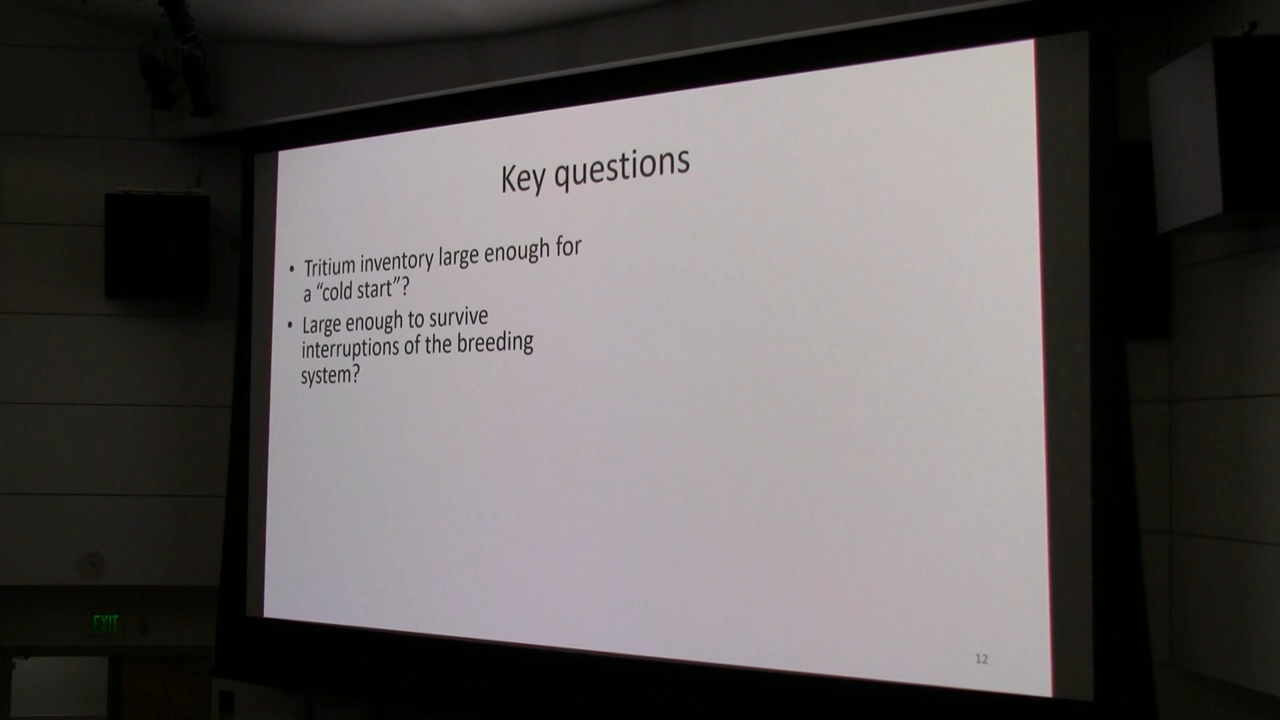 Key questions
• Tritium inventory large enough for
a “cold start”?
• Large enough to survive
interruptions of the breeding
system?
12
EXIT